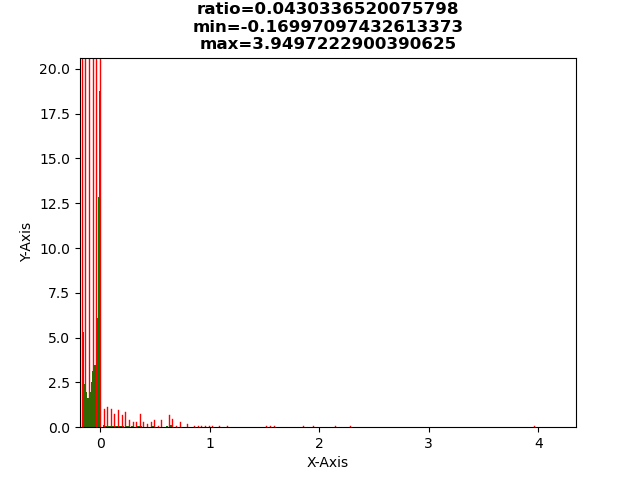 ratio=0.0430336520075798
min=-0.16997097432613373
max=3.9497222900390625
20.0
17.5
15.0
12.5
10.0
7.5
5.0
2.5
0.0
Y-Axis
0 1 2 3 4
X-Axis